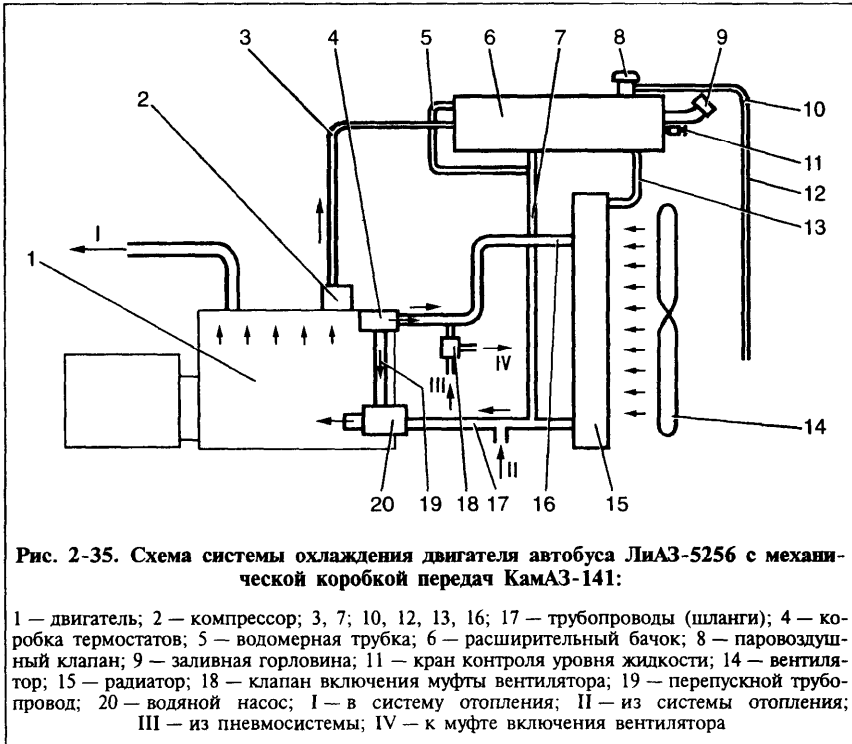 3 4 5 6 7 8 9
2
10
11
12
13
I
1
IV
III
II
14
20 19 18 17 16 15
Рис. 2-35. Схема системы охлаждения двигателя автобуса ЛиАЗ-5256 с механи-
ческой коробкой передач КамАЗ-141:
1 — двигатель; 2 — компрессор; 3, 7; 10, 12, 13, 16; 17 — трубопроводы (шланги); 4 — ко-
робка термостатов; 5 — водомерная трубка; 6 — расширительный бачок; 8 — паровоздуш-
ный клапан; 9 — заливная горловина; 11 — кран контроля уровня жидкости; 14 — вентиля-
тор; 15 — радиатор; 18 — клапан включения муфты вентилятора; 19 — перепускной трубо-
провод; 20 — водяной насос; I — в систему отопления; II — из системы отопления;
III — из пневмосистемы; IV — к муфте включения вентилятора